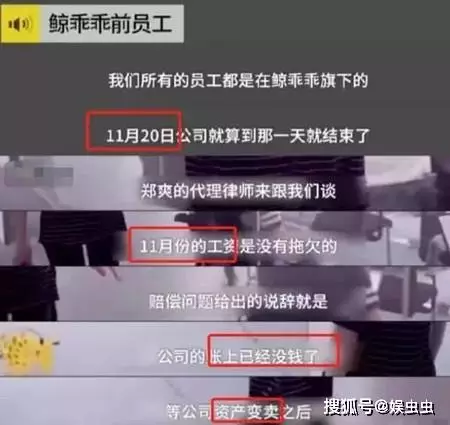 鲸乖乖前员工
我们所有的员工都是在鲸乖乖旗下的
11月20日公司就算到那一天就结束了
郑爽的代理律师来跟我们谈
11月份的工资是没有拖欠的
赔偿问题给出的说辞就是
公司的账上已经没钱了
等公司资产变卖之后
搜狐号@娱虫虫